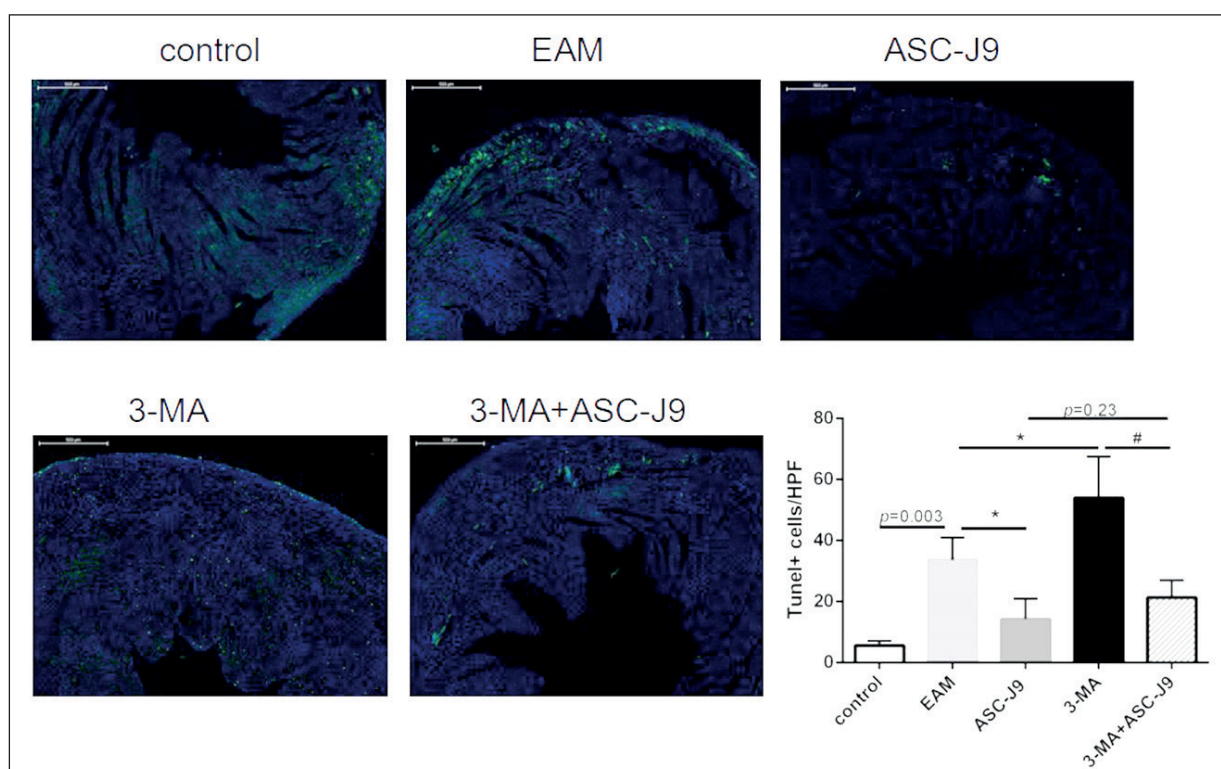 control
EAM
ASC-J9
3-MA
3-MA+ASC-J9
Tunel+ cells/HPF
80
60
40
20
0
p=0.003
*
*
p=0.23
#
control
EAM
ASC-J9
3-MA
3-MA+ASC-J9